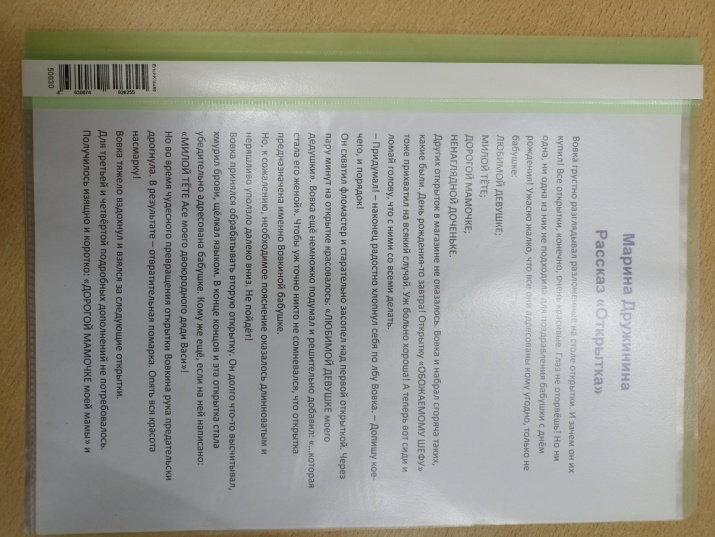 Марина Дружинина
Рассказ «Открытка»
Вовка грустно разглядывал разложенные на столе открытки. И зачем он их
купил! Все открытки, конечно, очень красивые. Глаз не оторвёшь! Но ни
одна, ни одна из них не подходила для поздравления бабушки с днём
рождения! Ужасно жалко, что все они адресованы кому угодно, только не
бабушке:
ЛЮБИМОЙ ДЕВУШКЕ;
МИЛОЙ ТЁТЕ;
ДОРОГОЙ МАМОЧКЕ;
НЕНАГЛЯДНОЙ ДОЧЕНЬКЕ.
Других открыток в магазине не оказалось. Вовка и набрал сгоряча таких,
какие были. День рождения-то завтра! Открытку «ОБОЖАЕМОМУ ШЕФУ»
тоже прихватил на всякий случай. Уж больно хороша! А теперь вот сиди и
ломай голову, что с ними со всеми делать.
– Придумал! – наконец радостно хлопнул себя по лбу Вовка. – Допишу кое-
чего, и порядок!
Он схватил фломастер и старательно засопел над первой открыткой. Через
пару минут на открытке красовалось: «ЛЮБИМОЙ ДЕВУШКЕ моего
дедушки». Вовка ещё немножко подумал и решительно добавил: «...которая
стала его женой». Чтобы уж точно никто не сомневался, что открытка
предназначена именно Вовкиной бабушке.
Но, к сожалению, необходимое пояснение оказалось длинноватым и
неряшливо уползло далеко вниз. Не пойдёт!
Вовка принялся обрабатывать вторую открытку. Он долго что-то высчитывал,
хмурил брови, щёлкал языком. В конце концов и эта открытка стала
убедительно адресована бабушке. Кому же ещё, если на ней написано:
«МИЛОЙ ТЁТЕ Асе моего двоюродного дяди Васи»!
Но во время чудесного превращения открытки Вовкина рука предательски
дрогнула. В результате – отвратительная помарка. Опять вся красота
насмарку!
Вовка тяжело вздохнул и взялся за следующие открытки.
Для третьей и четвёртой подробных дополнений не потребовалось.
Получилось изящно и коротко: «ДОРОГОЙ МАМОЧКЕ моей мамы» и
ErichKrause
50030